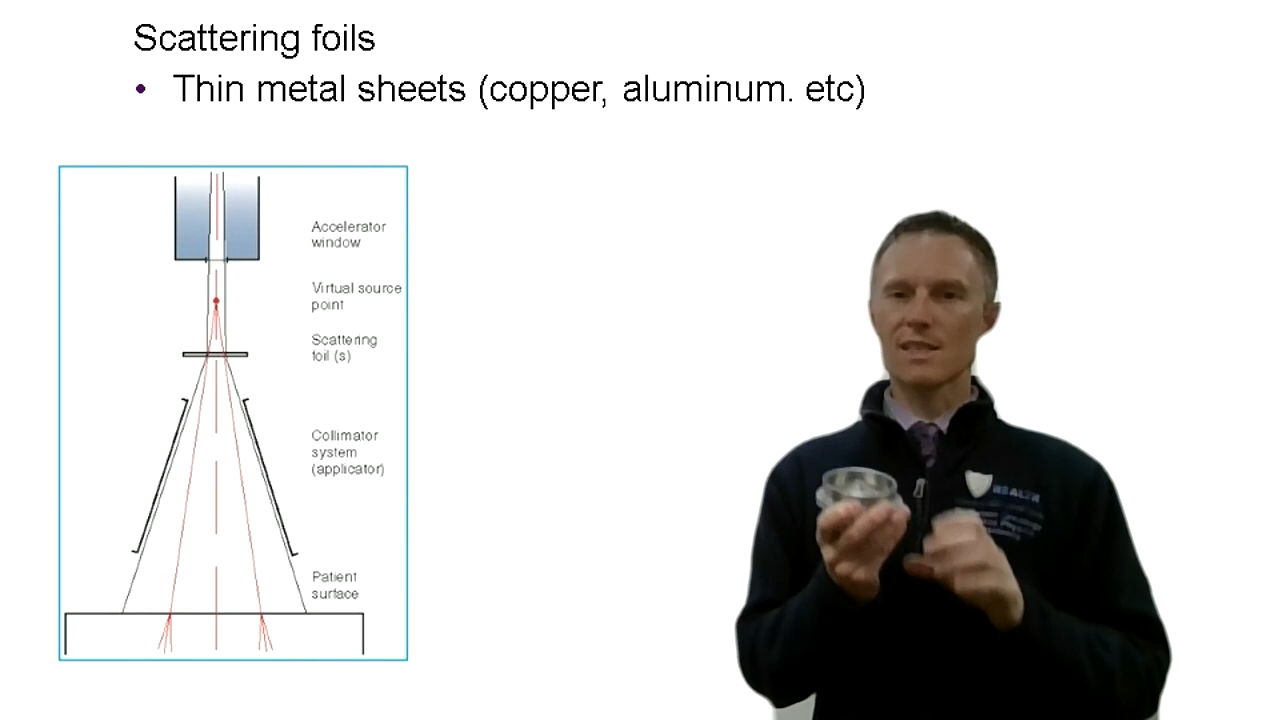 Scattering foils
• Thin metal sheets (copper, aluminum. etc)
Accelerator
window
Virtual source
point
Scattering
foil (s)
Collimator
system
(applicator)
Patient
surface
HEALTH